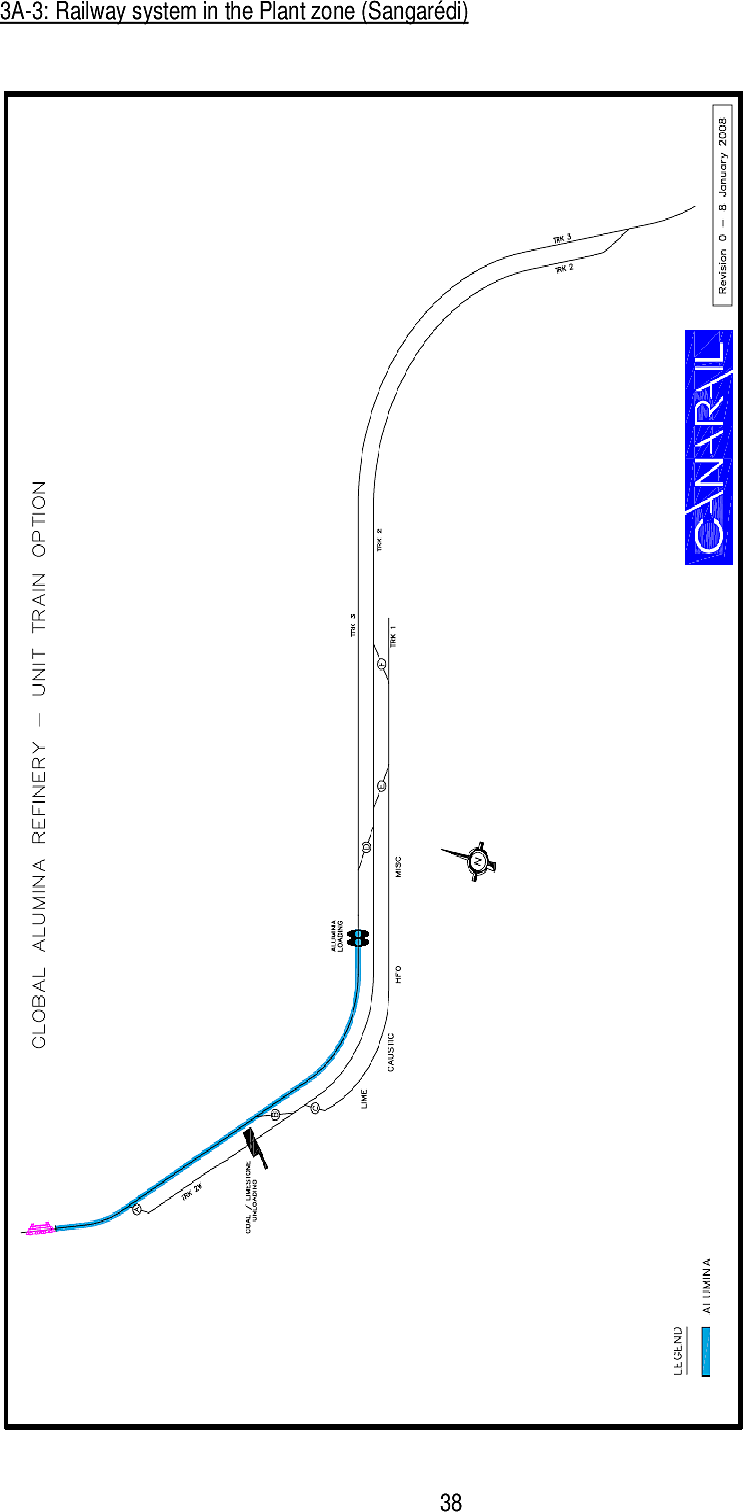 3A-3: Railway system in the Plant zone (Sangarédi)
Revision 0 - 8 January 2008
CANARAIL
GLOBAL ALUMINA REFINERY - UNIT TRAIN OPTION
TRK 3
TRK 2
TRK 2
TRK 3
TRK 1
F
E
D
MISC
N
ALUMINA
LOADING
HFO
CAUSTIC
LIME
C
B
COAL / LIMESTONE
UNLOADING
TRK 2W
A
LEGEND
ALUMINA
38